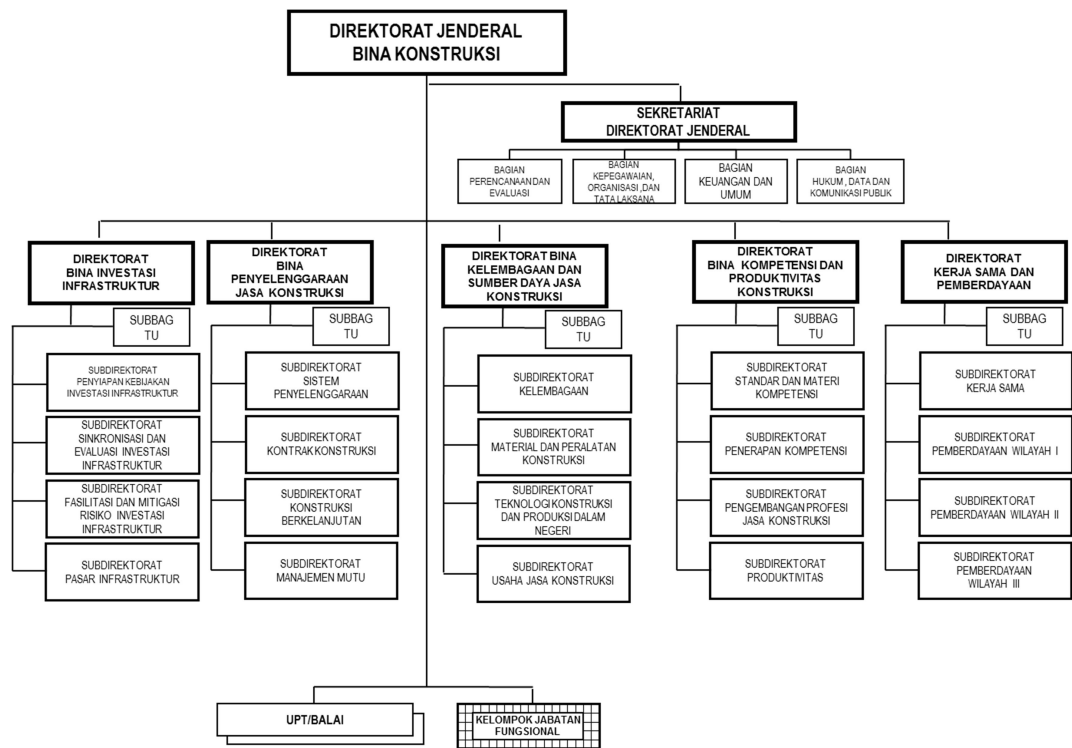 DIREKTORAT JENDERAL
BINA KONSTRUKSI
SEKRETARIAT
DIREKTORAT JENDERAL
BAGIAN
PERENCANAAN DAN
EVALUASI
BAGIAN
KEPEGAWAIAN,
ORGANISASI ,DAN
TATA LAKSANA
BAGIAN
KEUANGAN DAN
UMUM
BAGIAN
HUKUM , DATA DAN
KOMUNIKASI PUBLIK
DIREKTORAT
BINA INVESTASI
INFRASTRUKTUR
SUBBAG
TU
SUBDIREKTORAT
PENYIAPAN KEBIJAKAN
INVESTASI INFRASTRUKTUR
SUBDIREKTORAT
SINKRONISASI DAN
EVALUASI INVESTASI
INFRASTRUKTUR
SUBDIREKTORAT
FASILITASI DAN MITIGASI
RISIKO INVESTASI
INFRASTRUKTUR
SUBDIREKTORAT
PASAR INFRASTRUKTUR
DIREKTORAT
BINA
PENYELENGGARAAN
JASA KONSTRUKSI
SUBBAG
TU
SUBDIREKTORAT
SISTEM
PENYELENGGARAAN
SUBDIREKTORAT
KONTRAK KONSTRUKSI
SUBDIREKTORAT
KONSTRUKSI
BERKELANJUTAN
SUBDIREKTORAT
MANAJEMEN MUTU
DIREKTORAT BINA
KELEMBAGAAN DAN
SUMBER DAYA JASA
KONSTRUKSI
SUBBAG
TU
SUBDIREKTORAT
KELEMBAGAAN
SUBDIREKTORAT
MATERIAL DAN PERALATAN
KONSTRUKSI
SUBDIREKTORAT
TEKNOLOGI KONSTRUKSI
DAN PRODUKSI DALAM
NEGERI
SUBDIREKTORAT
USAHA JASA KONSTRUKSI
DIREKTORAT
BINA KOMPETENSI DAN
PRODUKTIVITAS
KONSTRUKSI
SUBBAG
TU
SUBDIREKTORAT
STANDAR DAN MATERI
KOMPETENSI
SUBDIREKTORAT
PENERAPAN KOMPETENSI
SUBDIREKTORAT
PENGEMBANGAN PROFESI
JASA KONSTRUKSI
SUBDIREKTORAT
PRODUKTIVITAS
DIREKTORAT
KERJA SAMA DAN
PEMBERDAYAAN
SUBBAG
TU
SUBDIREKTORAT
KERJA SAMA
SUBDIREKTORAT
PEMBERDAYAAN WILAYAH I
SUBDIREKTORAT
PEMBERDAYAAN WILAYAH II
SUBDIREKTORAT
PEMBERDAYAAN
WILAYAH III
UPT/BALAI
KELOMPOK JABATAN
FUNGSIONAL